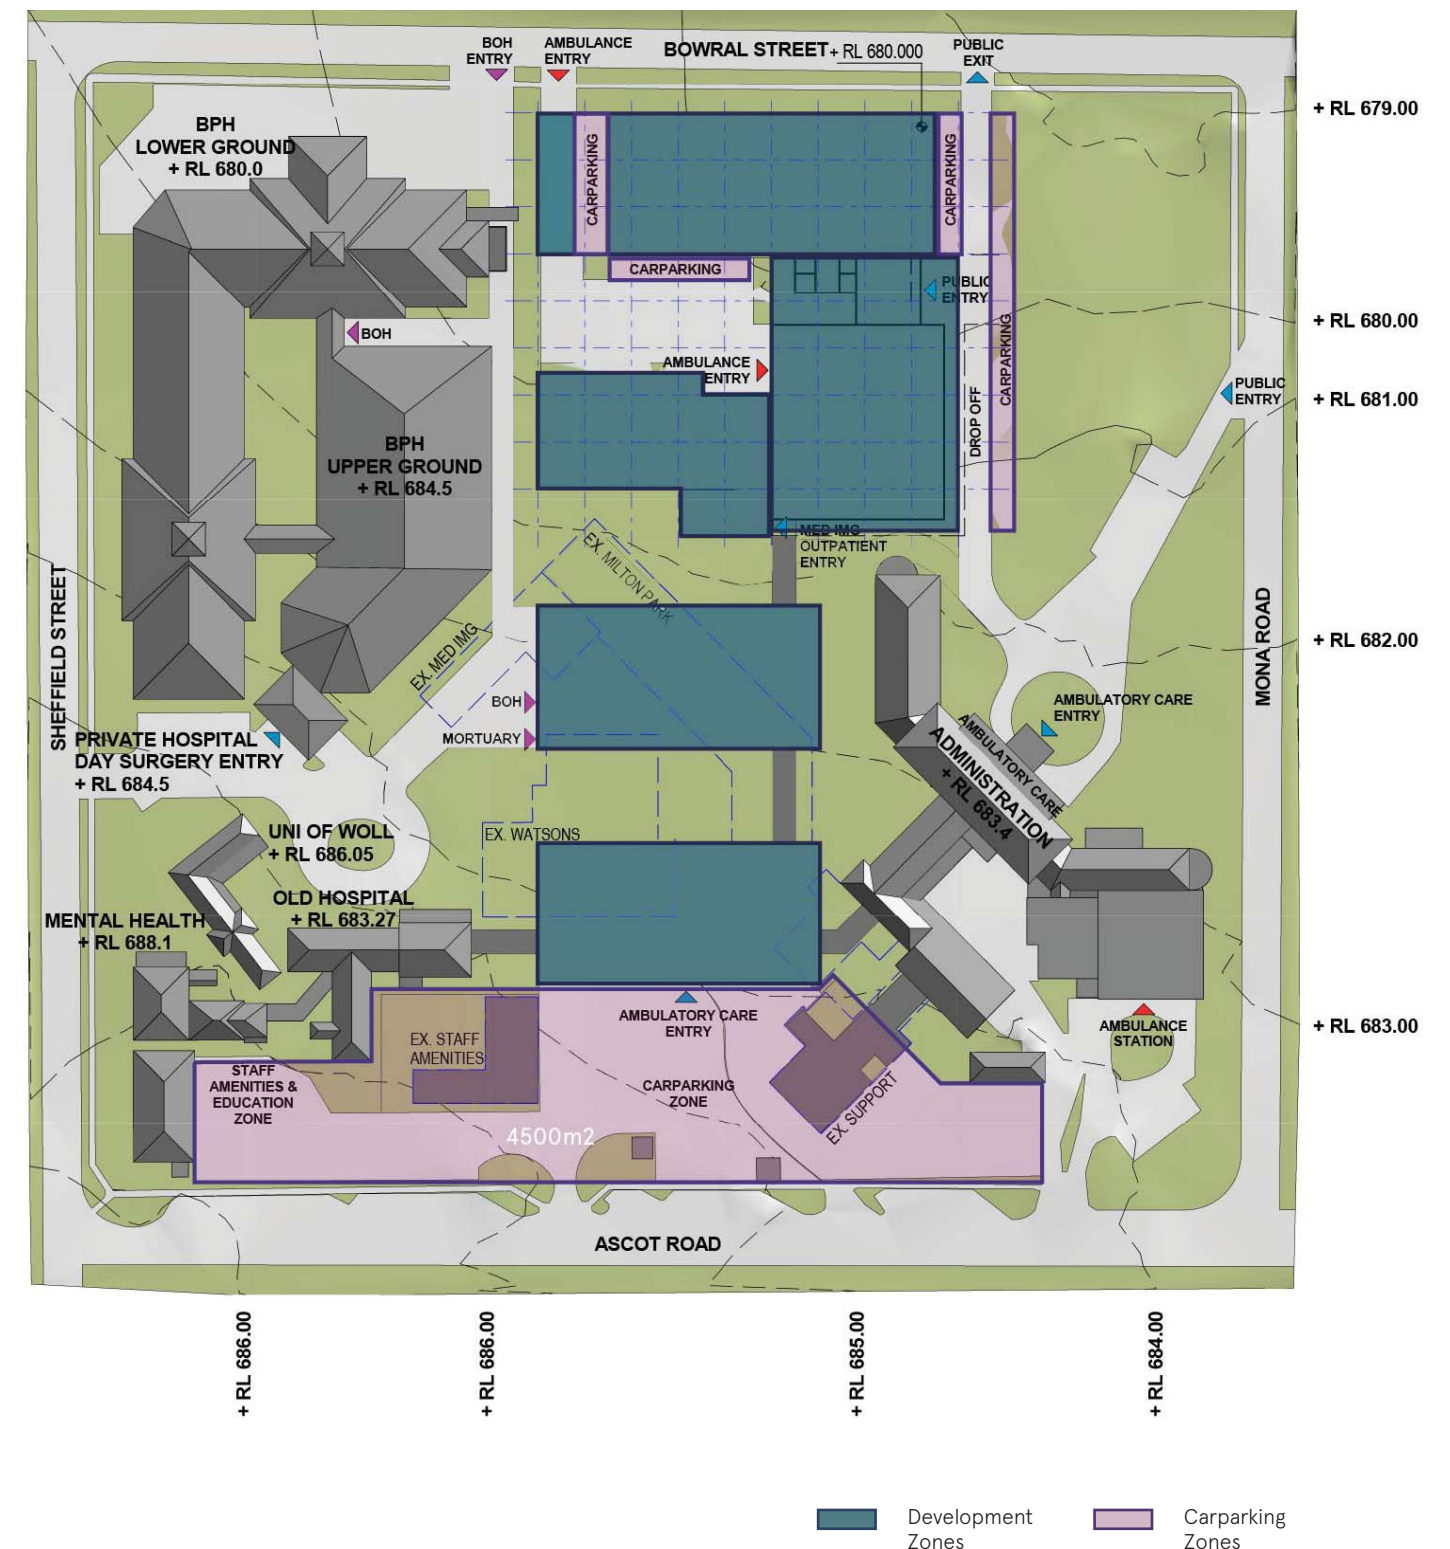 BOH
ENTRY
AMBULANCE
ENTRY
BOWRAL STREET
+ RL 680.000
PUBLIC
EXIT
+ RL 679.00
BPH
LOWER GROUND
+ RL 680.0
CARPARKING
CARPARKING
CARPARKING
PUBLIC
ENTRY
+ RL 680.00
BOH
AMBULANCE
ENTRY
CARPARKING
DROP OFF
PUBLIC
ENTRY
+ RL 681.00
BPH
UPPER GROUND
+ RL 684.5
MED IMG
OUTPATIENT
ENTRY
EX. MILTON PARK
SHEFFIELD STREET
MONA ROAD
+ RL 682.00
EX. MED IMG
BOH
MORTUARY
AMBULATORY CARE
ENTRY
AMBULATORY CARE
ADMINISTRATION
+ RL 683.4
PRIVATE HOSPITAL
DAY SURGERY ENTRY
+ RL 684.5
UNI OF WOLL
+ RL 686.05
EX. WATSONS
OLD HOSPITAL
+ RL 683.27
MENTAL HEALTH
+ RL 688.1
AMBULATORY CARE
ENTRY
AMBULANCE
STATION
+ RL 683.00
EX. STAFF
AMENITIES
STAFF
AMENITIES &
EDUCATION
ZONE
CARPARKING
ZONE
EX. SUPPORT
4500m2
ASCOT ROAD
+ RL 686.00
+ RL 686.00
+ RL 685.00
+ RL 684.00
Development
Zones
Carparking
Zones